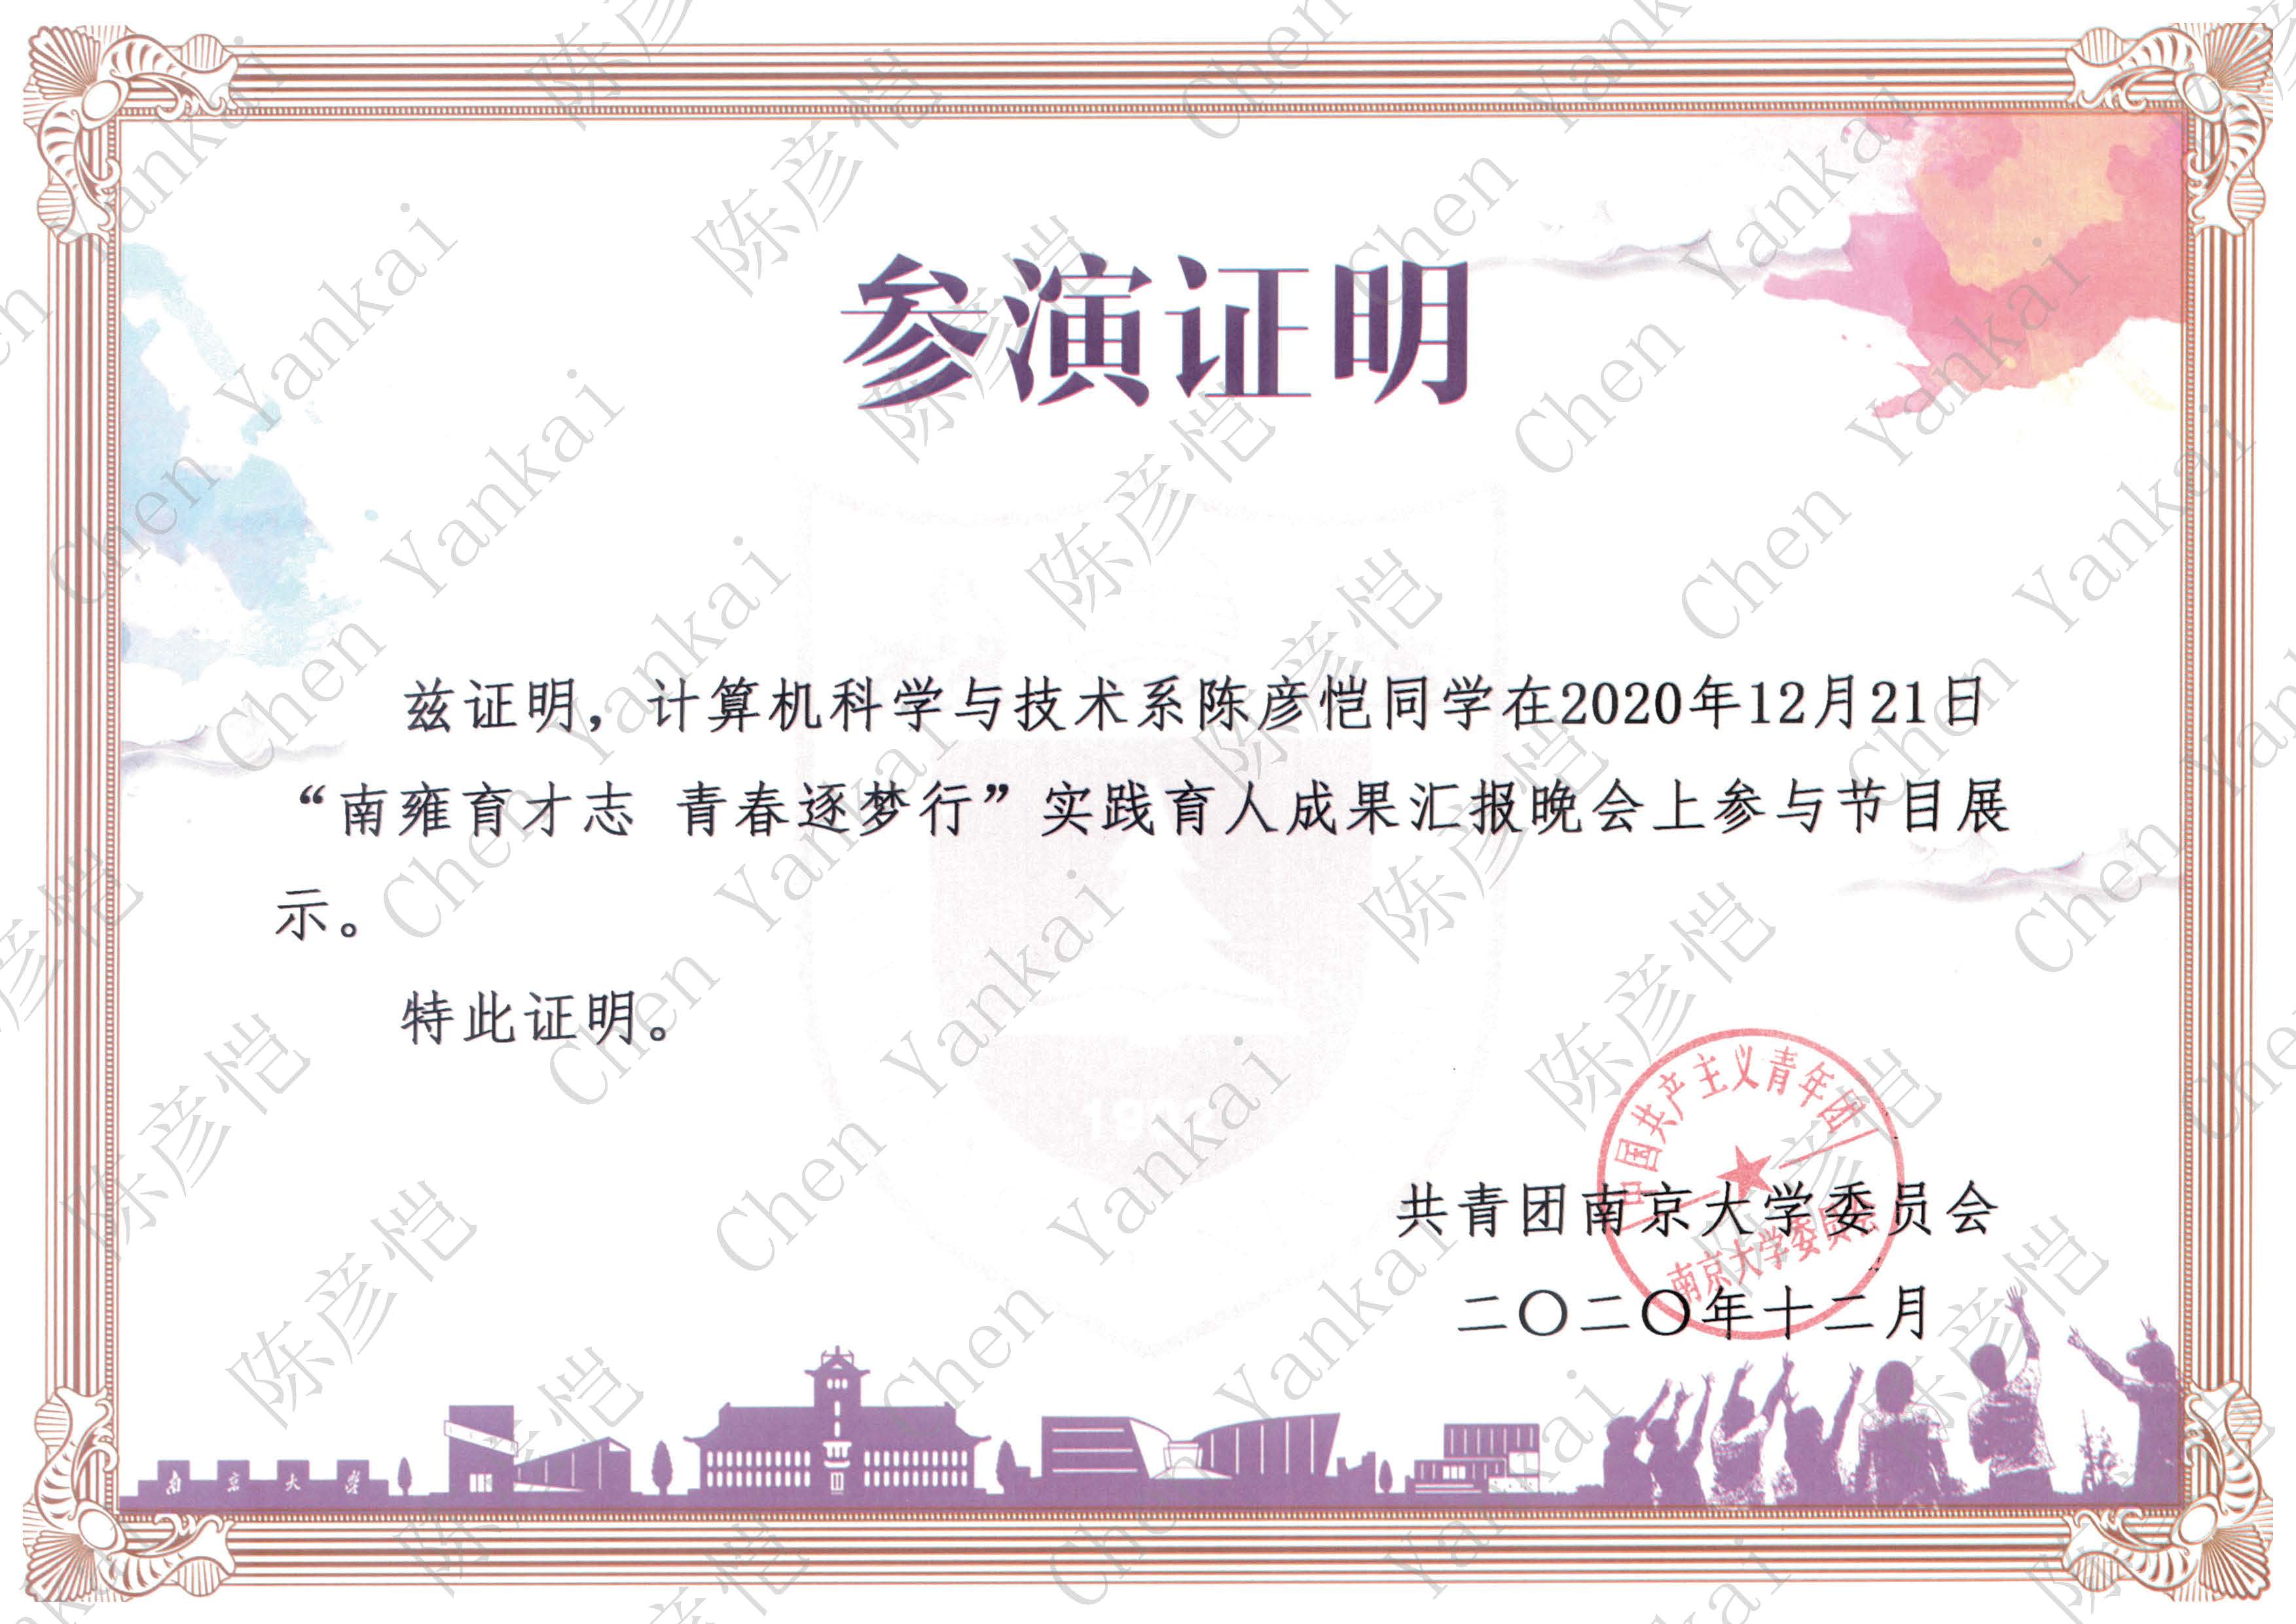 参演证明
兹证明，计算机科学与技术系陈彦恺同学在2020年12月21日
“南雍育才志 青春逐梦行”实践育人成果汇报晚会上参与节目展
示。
特此证明。
中国共产主义青年团
南京大学委员会
共青团南京大学委员会
二〇二〇年十二月
南京大学
陈彦恺 Chen Yankai